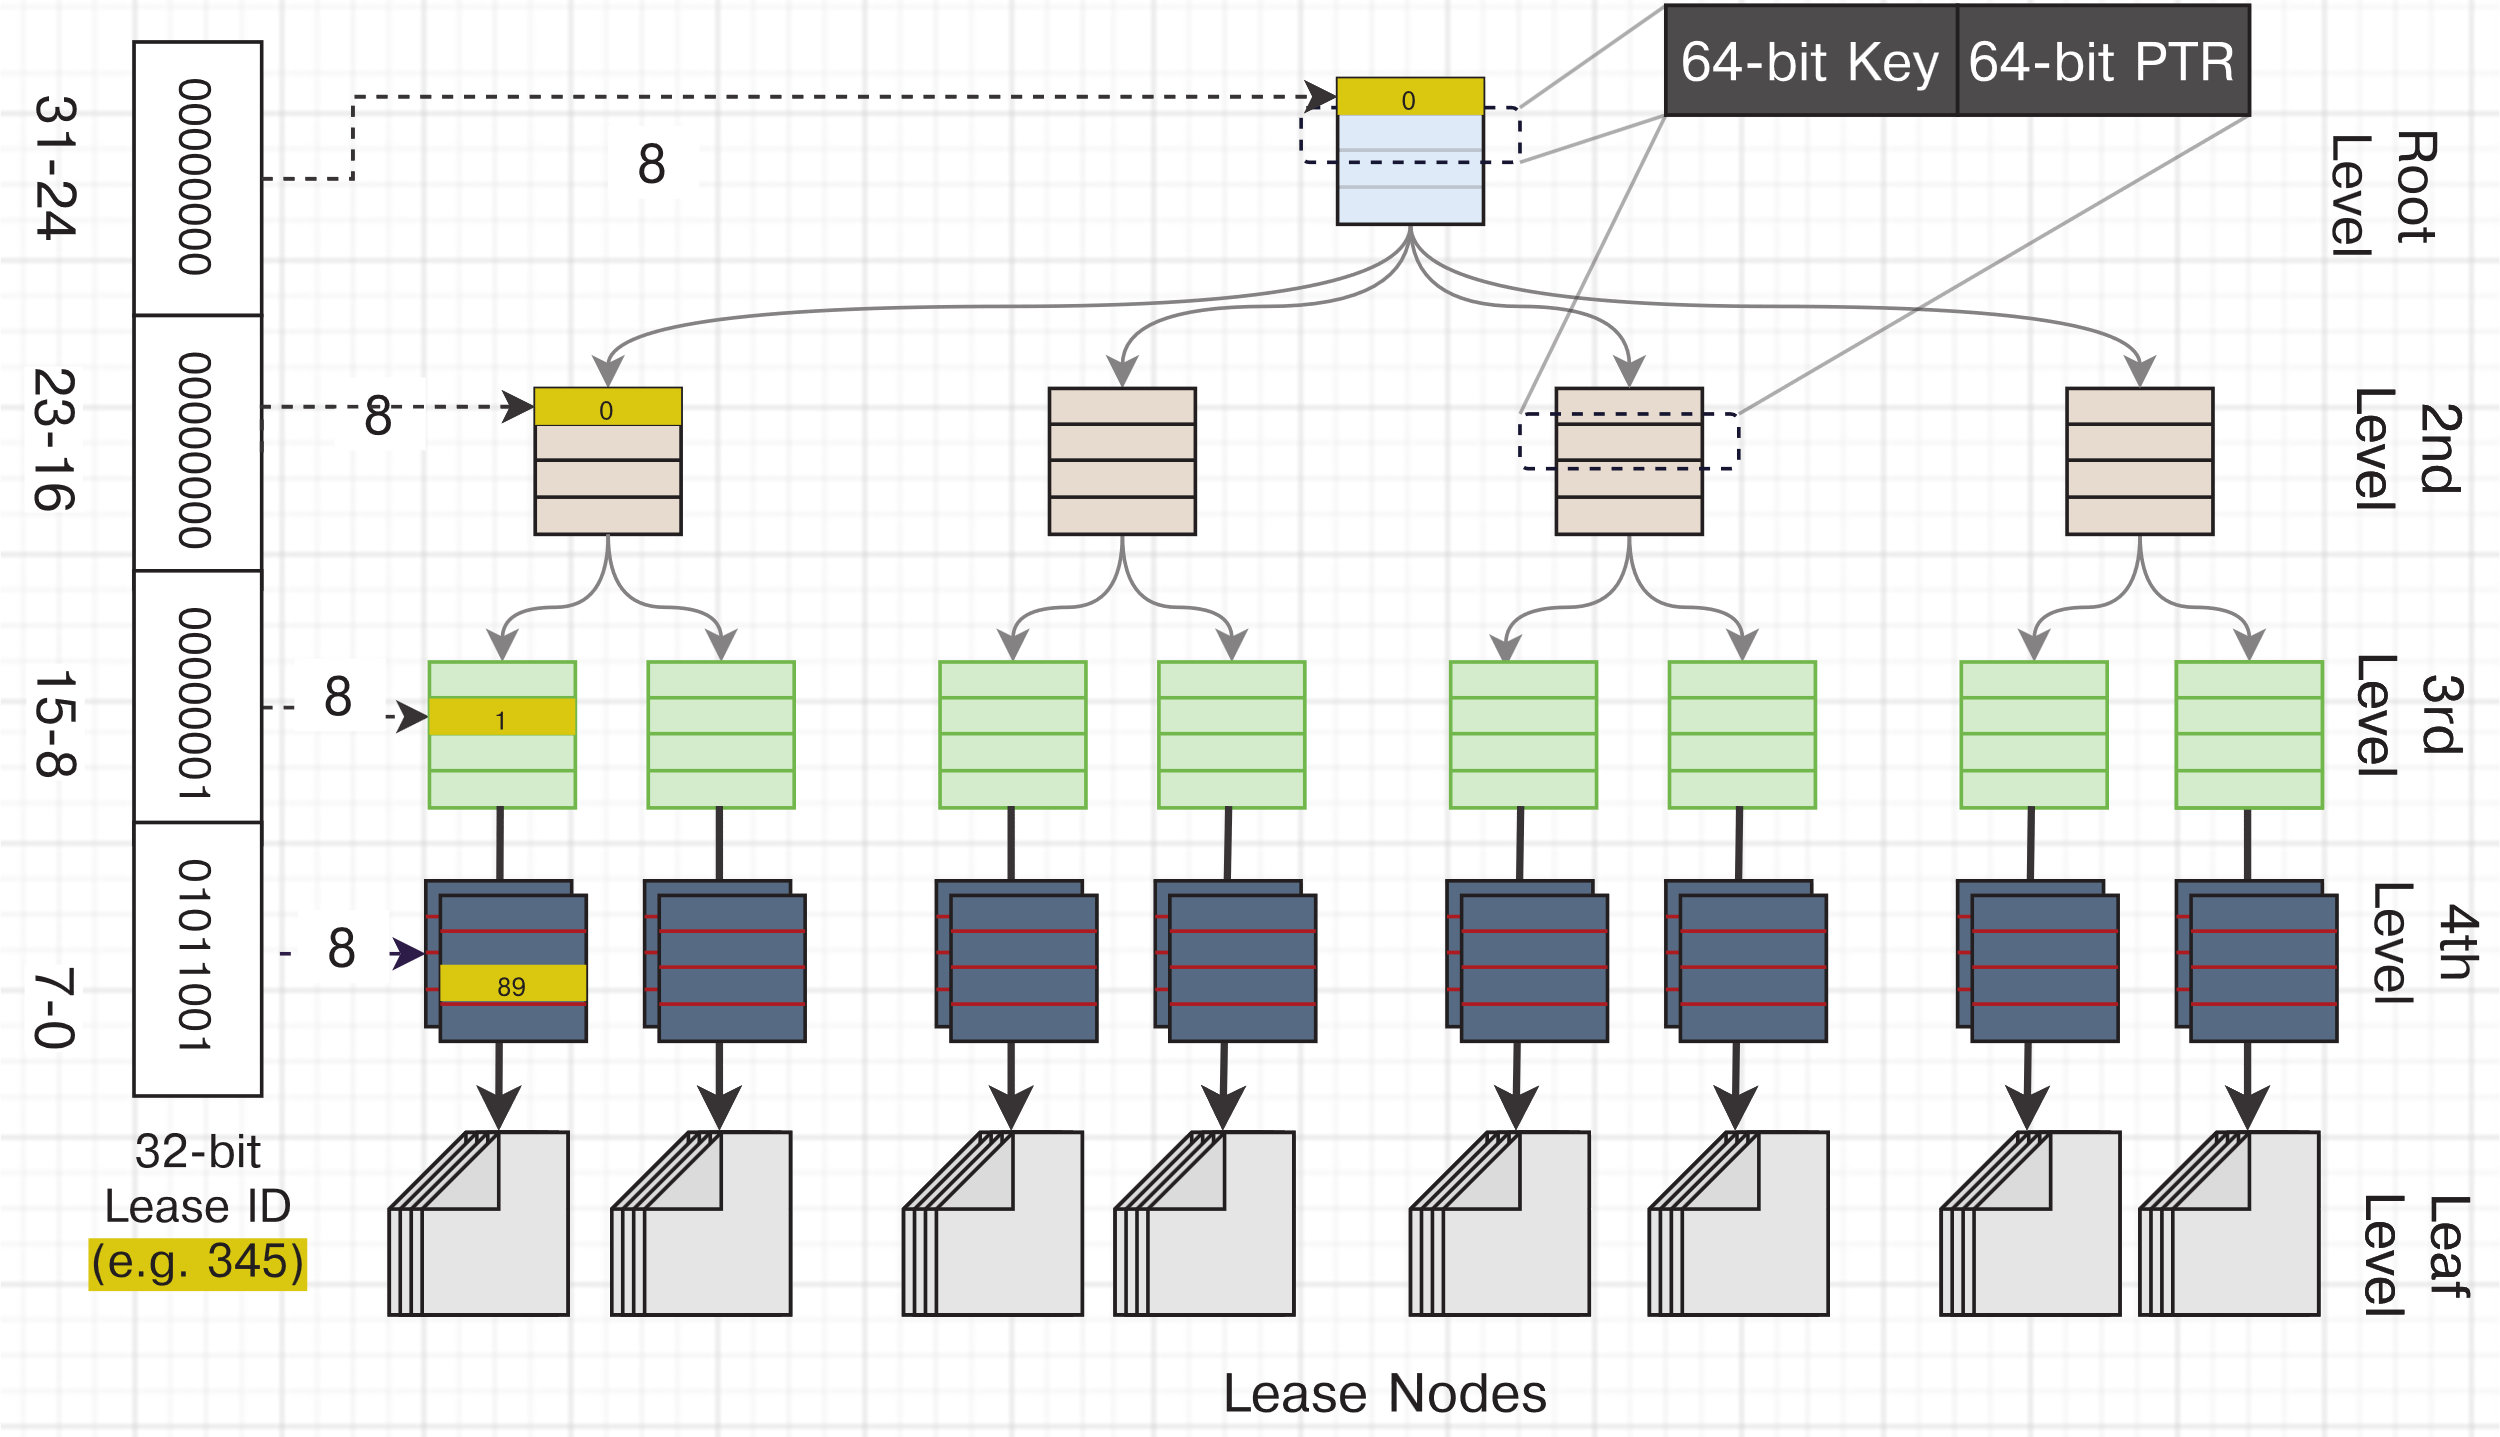 64-bit Key
64-bit PTR
31-24
00000000
8
0
Root
Level
23-16
00000000
8
0
2nd
Level
15-8
00000001
8
1
3rd
Level
7-0
01011001
8
89
4th
Level
32-bit
Lease ID
(e.g. 345)
Leaf
Level
Lease Nodes